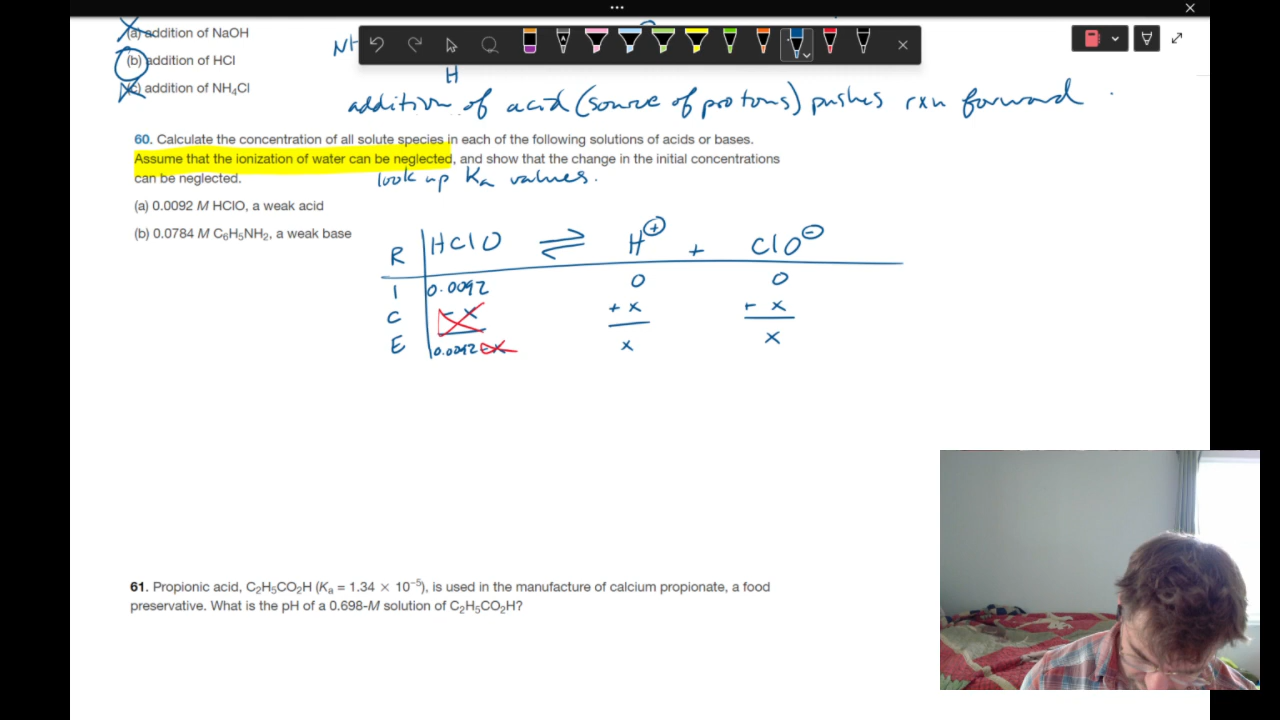 (a) addition of NaOH
(b) addition of HCl
(c) addition of NH₄Cl
NH
H
addition of acid (source of protons) pushes rxn forward.
60. Calculate the concentration of all solute species in each of the following solutions of acids or bases.
Assume that the ionization of water can be neglected, and show that the change in the initial concentrations
can be neglected.
look up Ka values.
(a) 0.0092 M HClO, a weak acid
(b) 0.0784 M C₆H₅NH₂, a weak base
R HClO ⇌ H⊕ + ClO⊖
I 0.0092 0 0
C - x + x + x
E 0.0092 - x x x
61. Propionic acid, C₂H₅CO₂H (Kₐ = 1.34 × 10⁻⁵), is used in the manufacture of calcium propionate, a food
preservative. What is the pH of a 0.698-M solution of C₂H₅CO₂H?